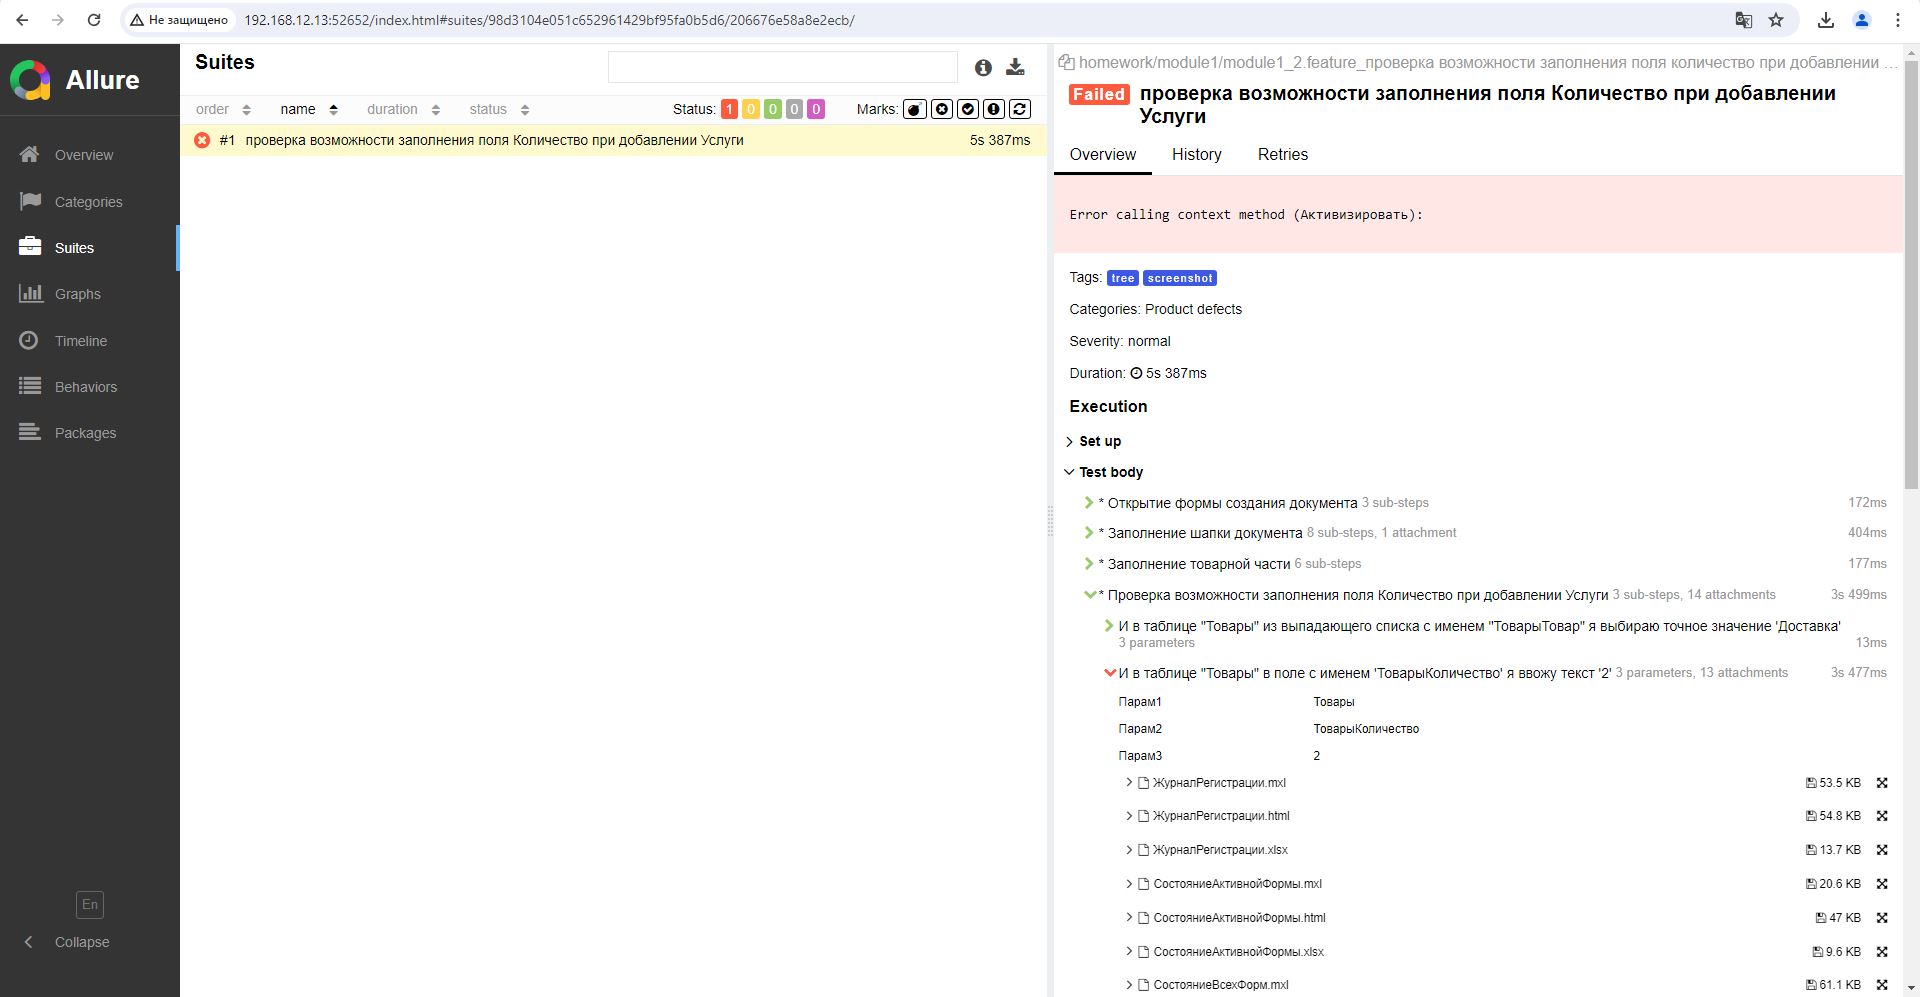 Не защищено
192.168.12.13:52652/index.html#suites/98d3104e051c652961429bf95fa0b5d6/206676e58a8e2ecb/
Allure
Overview
Categories
Suites
Graphs
Timeline
Behaviors
Packages
En
Collapse
Suites
order name duration status Status: 1 0 0 0 0 Marks:
#1 проверка возможности заполнения поля Количество при добавлении Услуги 5s 387ms
homework/module1/module1_2.feature_проверка возможности заполнения поля количество при добавлении ...
Failed проверка возможности заполнения поля Количество при добавлении
Услуги
Overview History Retries
Error calling context method (Активизировать):
Tags: tree screenshot
Categories: Product defects
Severity: normal
Duration: 5s 387ms
Execution
Set up
Test body
* Открытие формы создания документа 3 sub-steps 172ms
* Заполнение шапки документа 8 sub-steps, 1 attachment 404ms
* Заполнение товарной части 6 sub-steps 177ms
* Проверка возможности заполнения поля Количество при добавлении Услуги 3 sub-steps, 14 attachments 3s 499ms
И в таблице "Товары" из выпадающего списка с именем "ТоварыТовар" я выбираю точное значение 'Доставка'
3 parameters 13ms
И в таблице "Товары" в поле с именем 'ТоварыКоличество' я ввожу текст '2' 3 parameters, 13 attachments 3s 477ms
Парам1 Товары
Парам2 ТоварыКоличество
Парам3 2
ЖурналРегистрации.mxl 53.5 KB
ЖурналРегистрации.html 54.8 KB
ЖурналРегистрации.xlsx 13.7 KB
СостояниеАктивнойФормы.mxl 20.6 KB
СостояниеАктивнойФормы.html 47 KB
СостояниеАктивнойФормы.xlsx 9.6 KB
СостояниеВсехФорм.mxl 61.1 KB